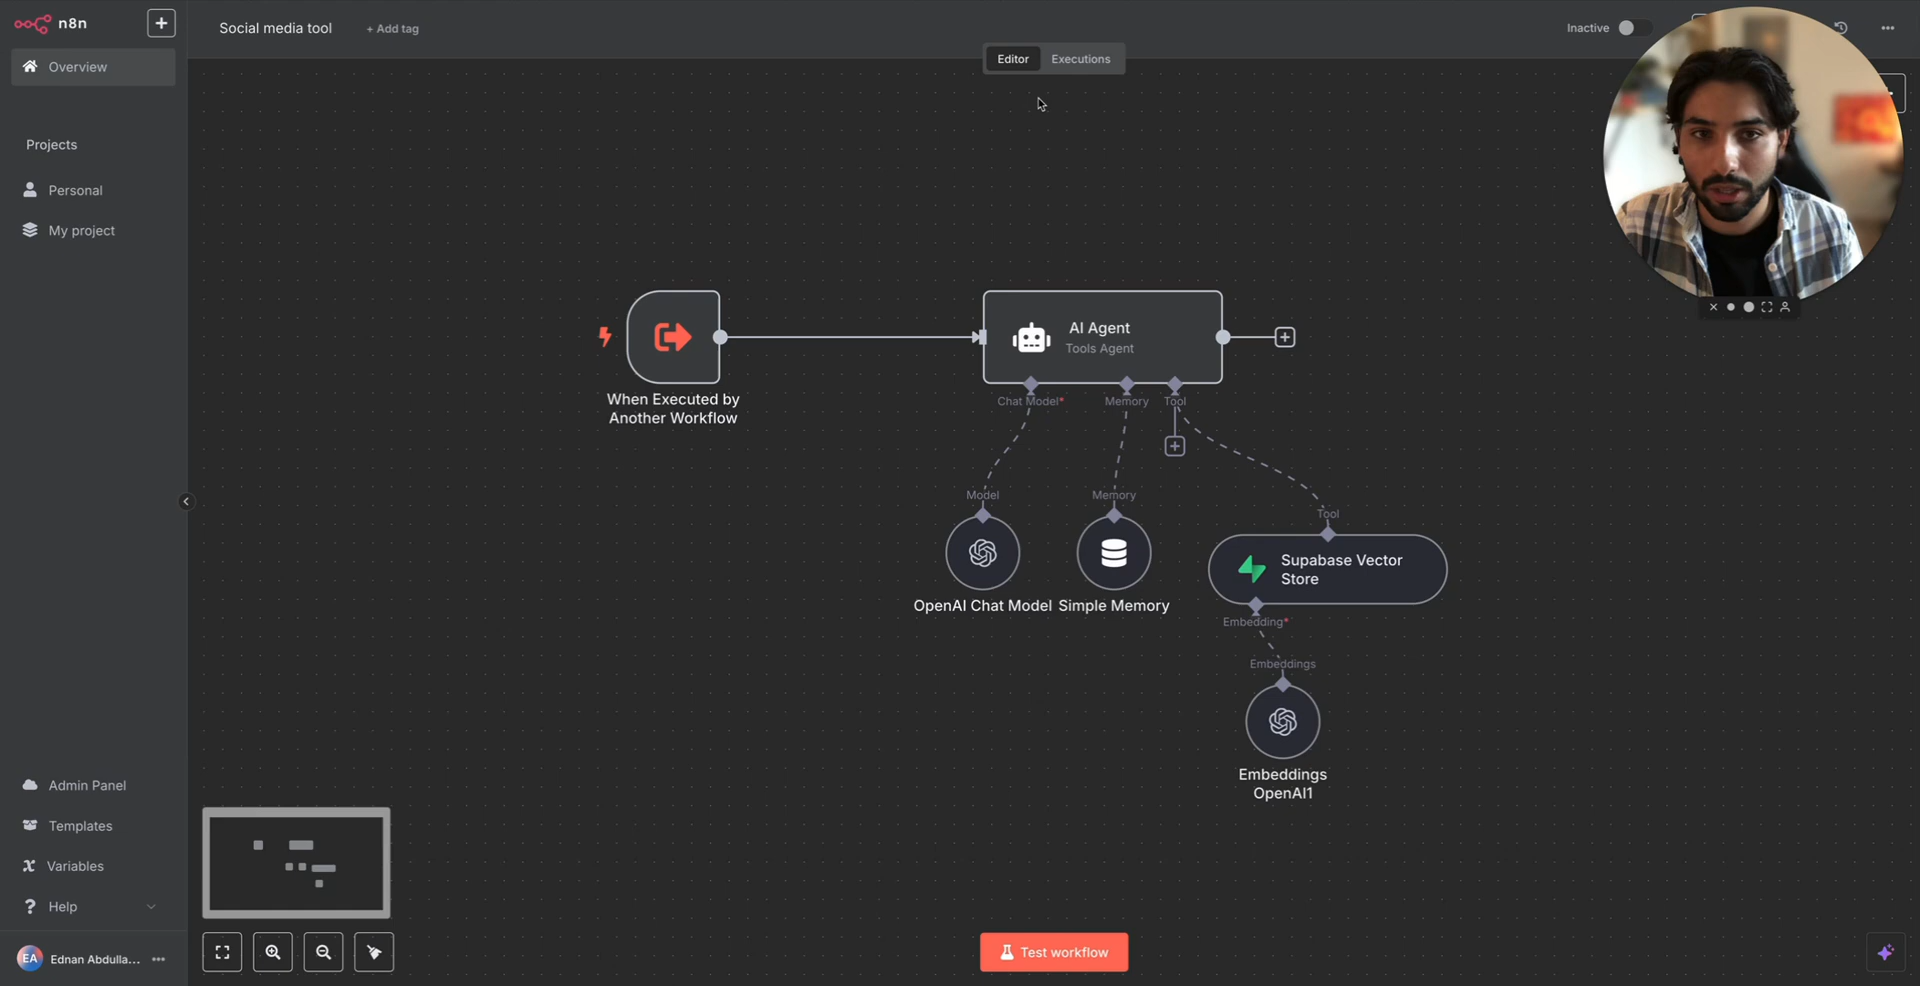 n8n
Social media tool
+ Add tag
Inactive
Editor
Executions
Overview
Projects
Personal
My project
AI Agent
Tools Agent
When Executed by
Another Workflow
Chat Model*
Memory
Tool
Model
Memory
Tool
Supabase Vector
Store
OpenAI Chat Model
Simple Memory
Embedding*
Embeddings
Embeddings
OpenAI1
Admin Panel
Templates
Variables
Help
EA
Ednan Abdulla...
Test workflow